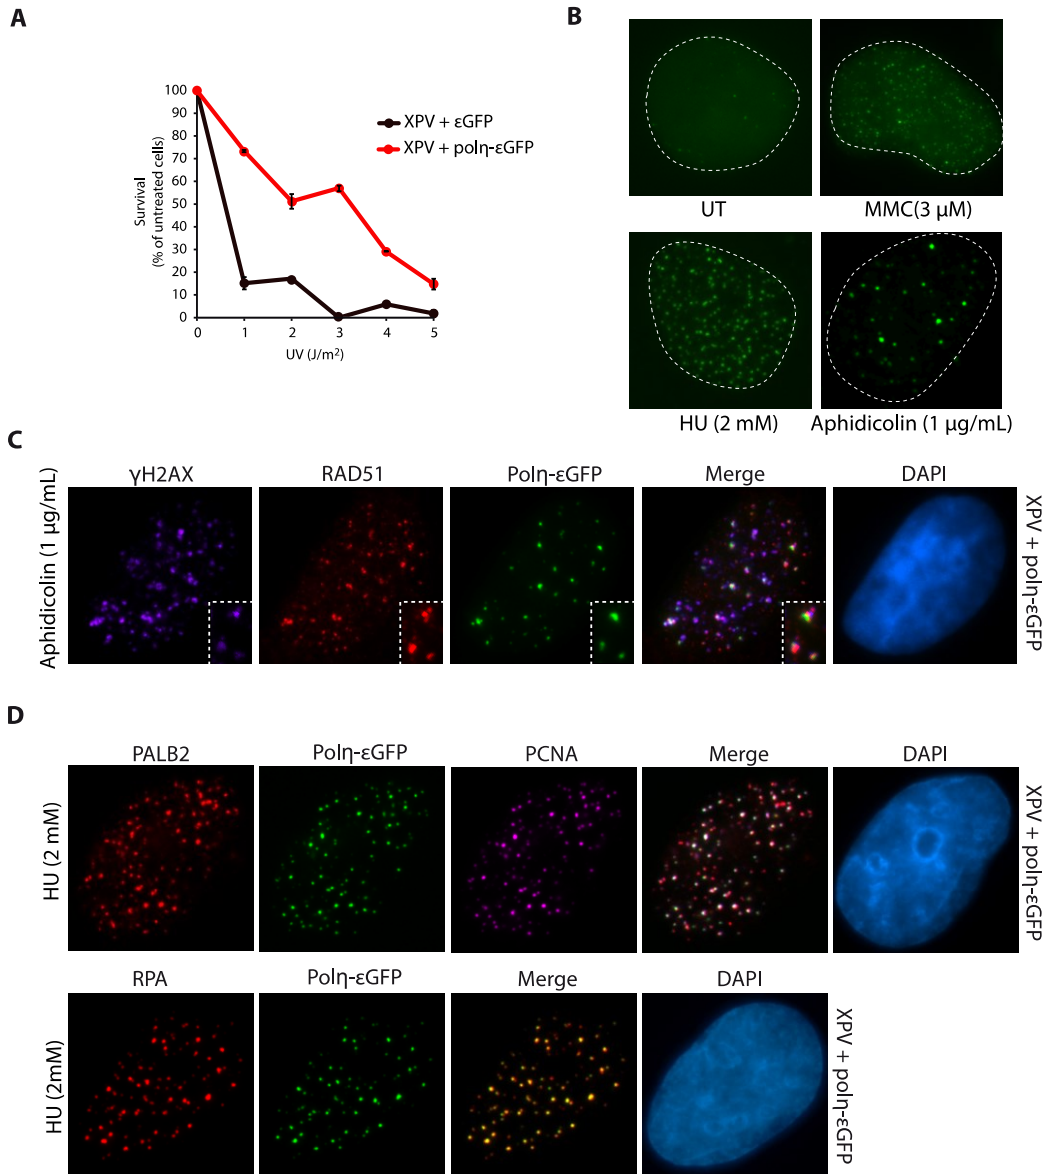 A
Survival
(% of untreated cells)
100
90
80
70
60
50
40
30
20
10
0
0 1 2 3 4 5
UV (J/m²)
XPV + εGFP
XPV + polη-εGFP
B
UT
MMC(3 µM)
HU (2 mM)
Aphidicolin (1 µg/mL)
C
γH2AX RAD51 Polη-εGFP Merge DAPI
Aphidicolin (1 µg/mL)
XPV + polη-εGFP
D
PALB2 Polη-εGFP PCNA Merge DAPI
HU (2 mM)
XPV + polη-εGFP
RPA Polη-εGFP Merge DAPI
HU (2mM)
XPV + polη-εGFP